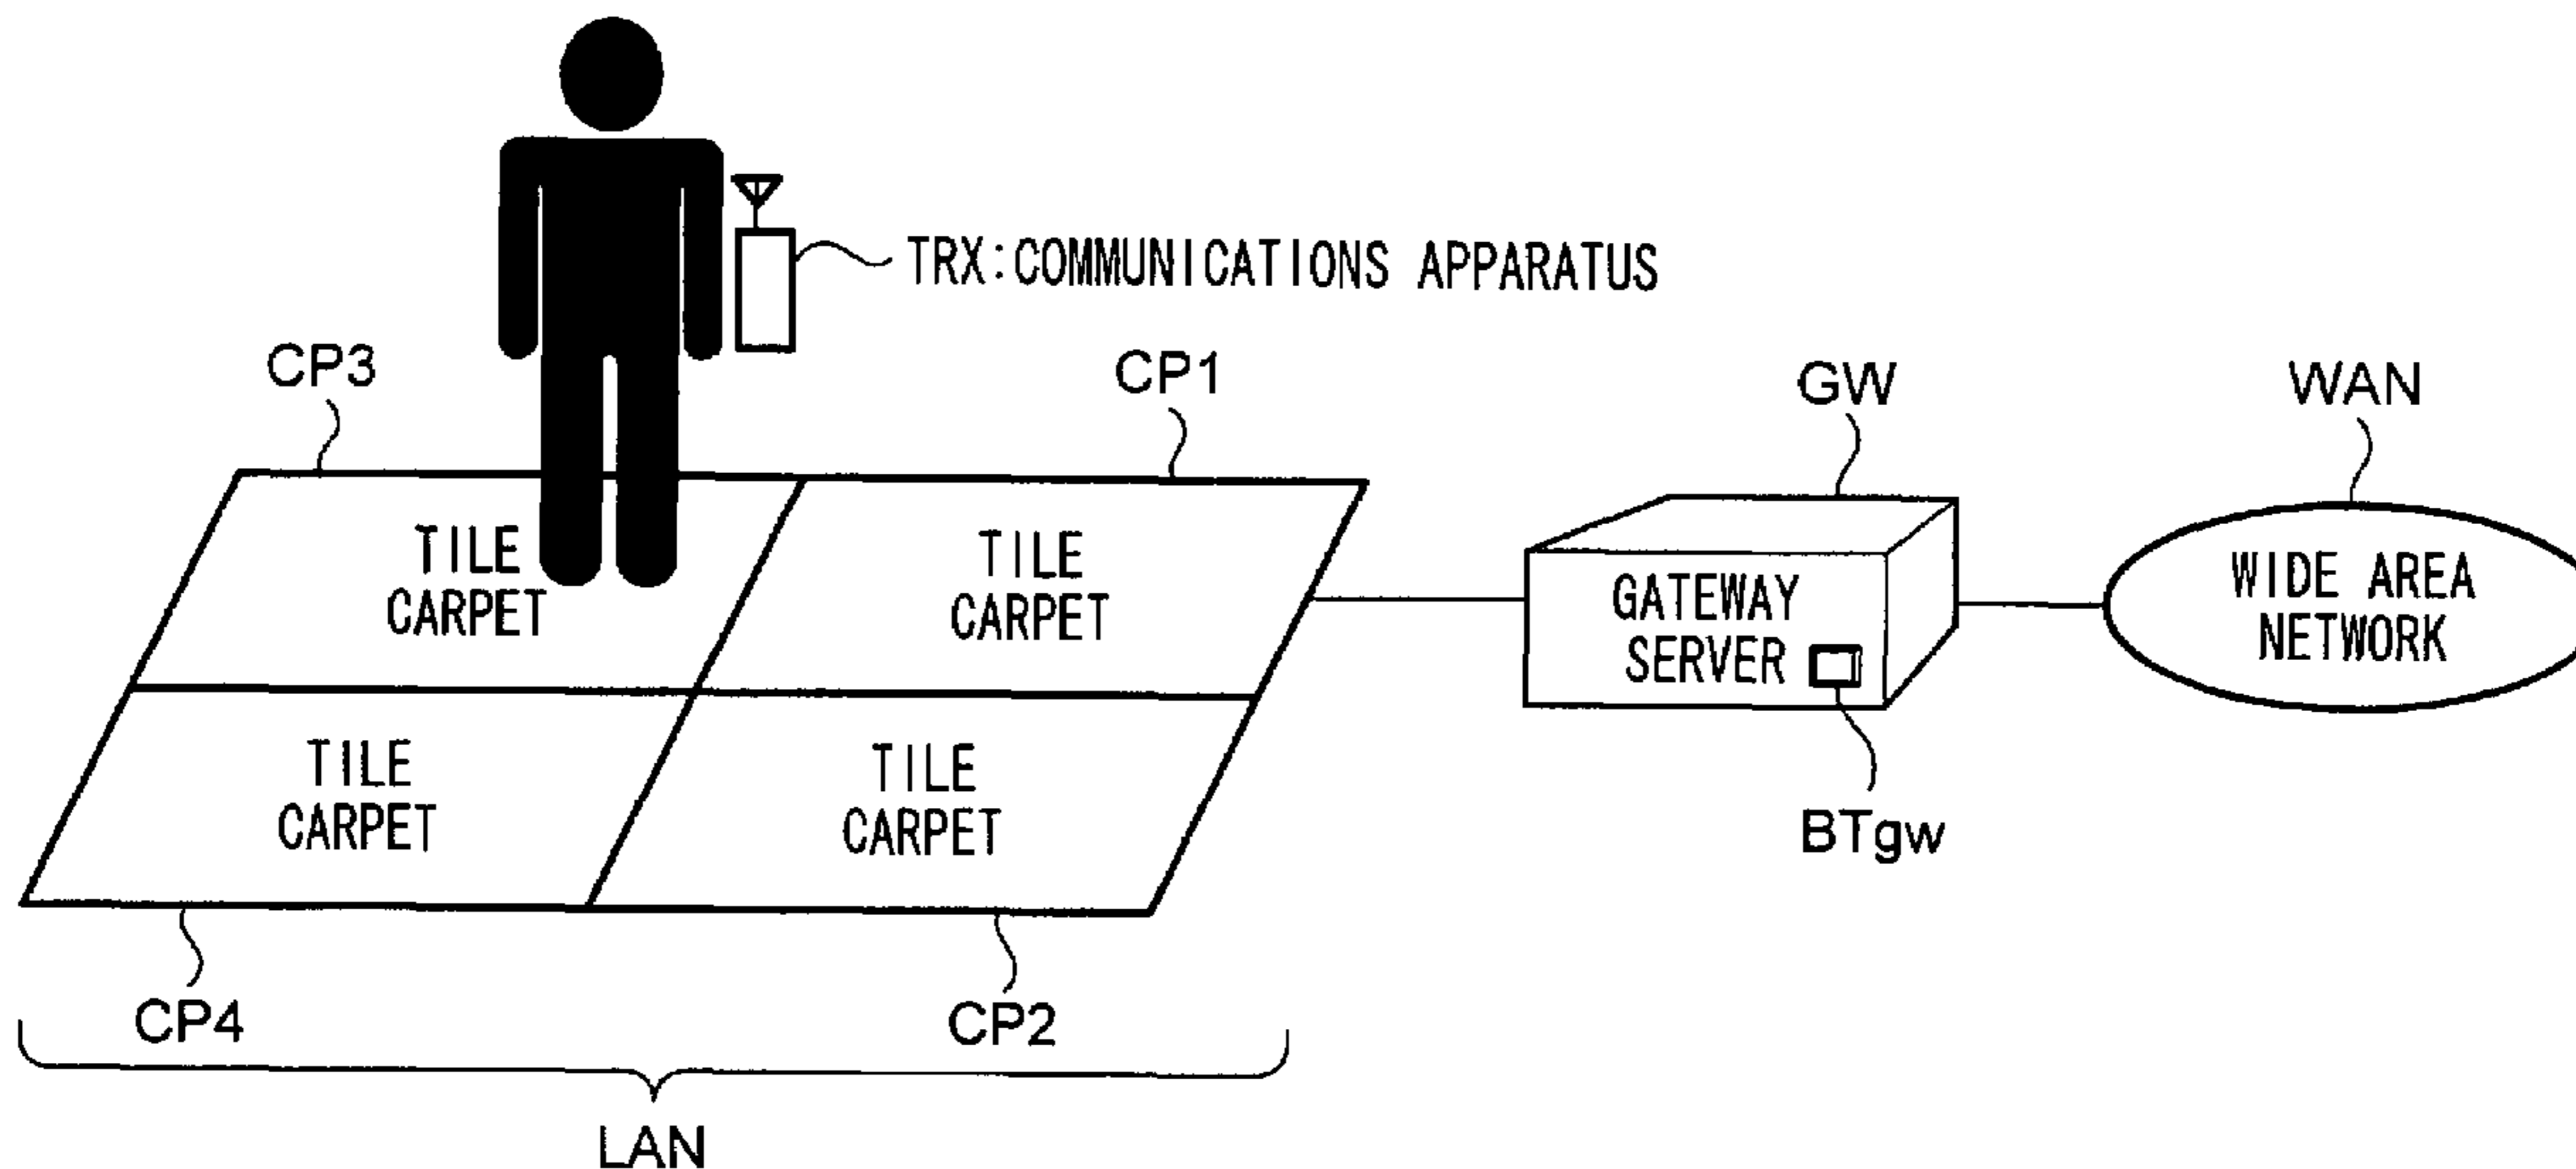 TRX:COMMUNICATIONS APPARATUS
CP3
CP1
GW
WAN
TILE
CARPET
TILE
CARPET
GATEWAY
SERVER
WIDE AREA
NETWORK
TILE
CARPET
TILE
CARPET
BTgw
CP4
CP2
LAN